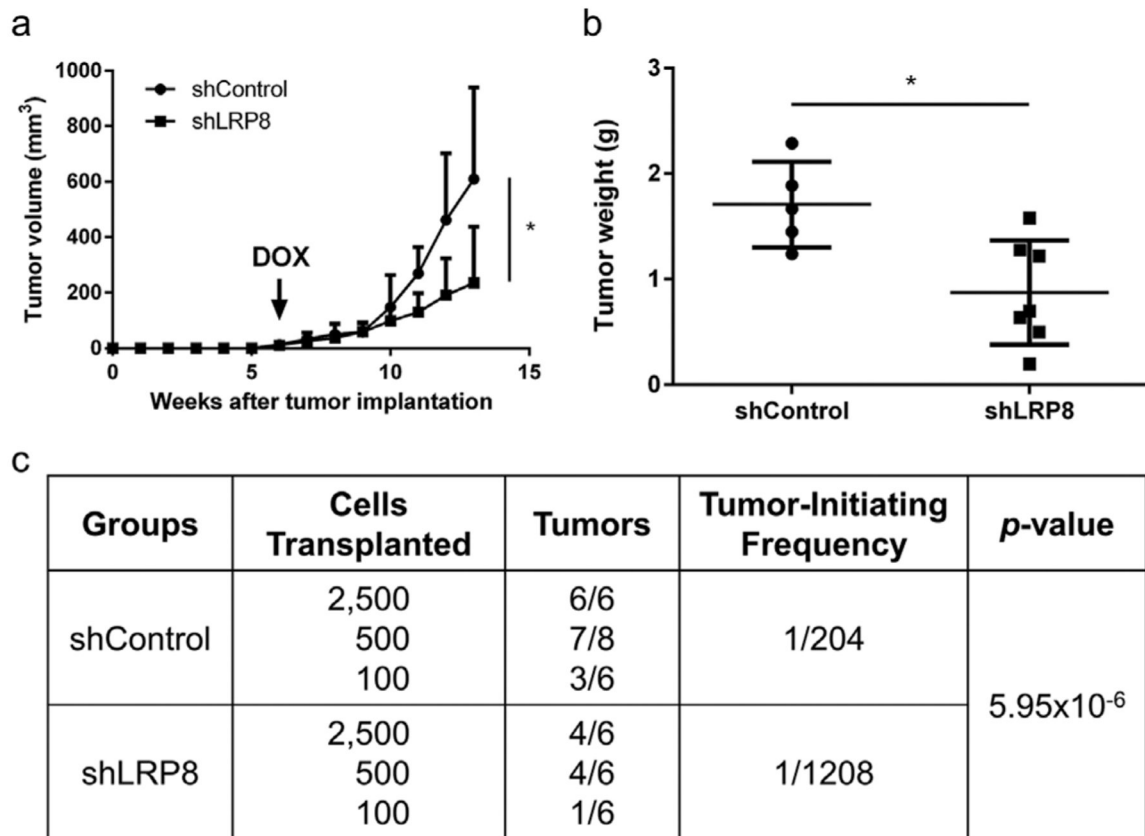 a
Tumor volume (mm³)
1000
800
600
400
200
0
shControl
shLRP8
DOX
*
0 5 10 15
Weeks after tumor implantation
b
Tumor weight (g)
3
2
1
0
*
shControl shLRP8
c
Groups Cells Transplanted Tumors Tumor-Initiating Frequency p-value
shControl 2,500 6/6 1/204 5.95x10⁻⁶
500 7/8
100 3/6
shLRP8 2,500 4/6 1/1208
500 4/6
100 1/6